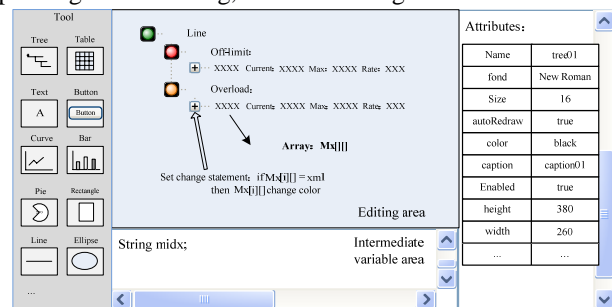 Tool
Tree Table
Text Button
A Button
Curve Bar
Pie Rectangle
Line Ellipse
...
Line
Off-limit:
XXXX Current: XXXX Max: XXXX Rate: XXX
Overload:
XXXX Current: XXXX Max: XXXX Rate: XXX
Array: Mx[][]
Set change statement: if Mx[i][] = xml
then Mx[i][] change color
Editing area
String midx;
Intermediate
variable area
Attributes:
Name tree01
fond New Roman
Size 16
autoRedraw true
color black
caption caption01
Enabled true
height 380
width 260
... ...